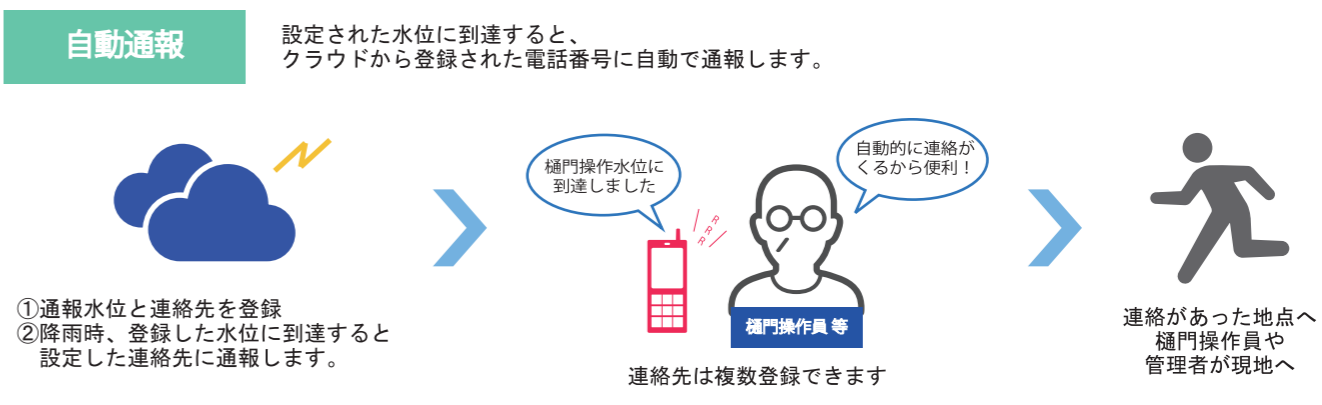 自動通報
設定された水位に到達すると、
クラウドから登録された電話番号に自動で通報します。
樋門操作水位に
到達しました
自動的に連絡が
くるから便利!
R
R
R
樋門操作員 等
①通報水位と連絡先を登録
②降雨時、登録した水位に到達すると
設定した連絡先に通報します。
連絡先は複数登録できます
連絡があった地点へ
樋門操作員や
管理者が現地へ